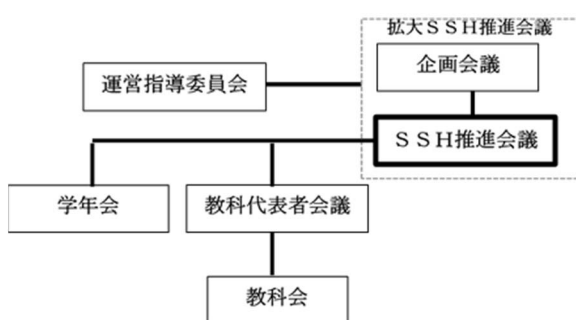 拡大ＳＳＨ推進会議
企画会議
運営指導委員会
ＳＳＨ推進会議
学年会
教科代表者会議
教科会